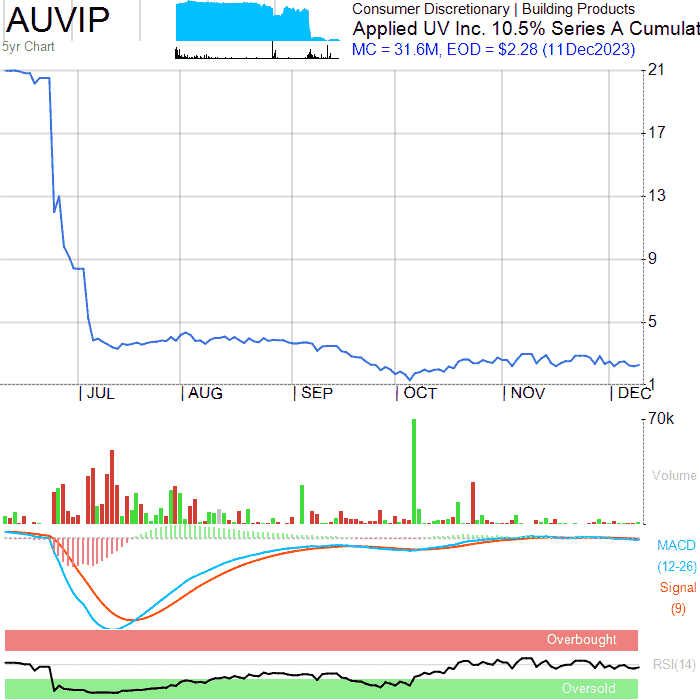 AUVIP
5yr Chart
Consumer Discretionary | Building Products
Applied UV Inc. 10.5% Series A Cumulat
MC = 31.6M, EOD = $2.28 (11Dec2023)
21
17
13
9
5
1
JUL AUG SEP OCT NOV DEC
70k
Volume
MACD
(12-26)
Signal
(9)
Overbought
RSI(14)
Oversold